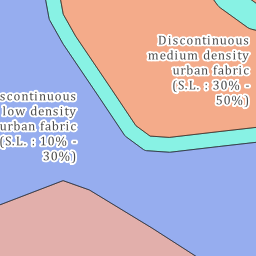 Discontinuous
medium density
urban fabric
(S.L. : 30% -
50%)
scontinuous
low density
urban fabric
(S.L. : 10% -
30%)